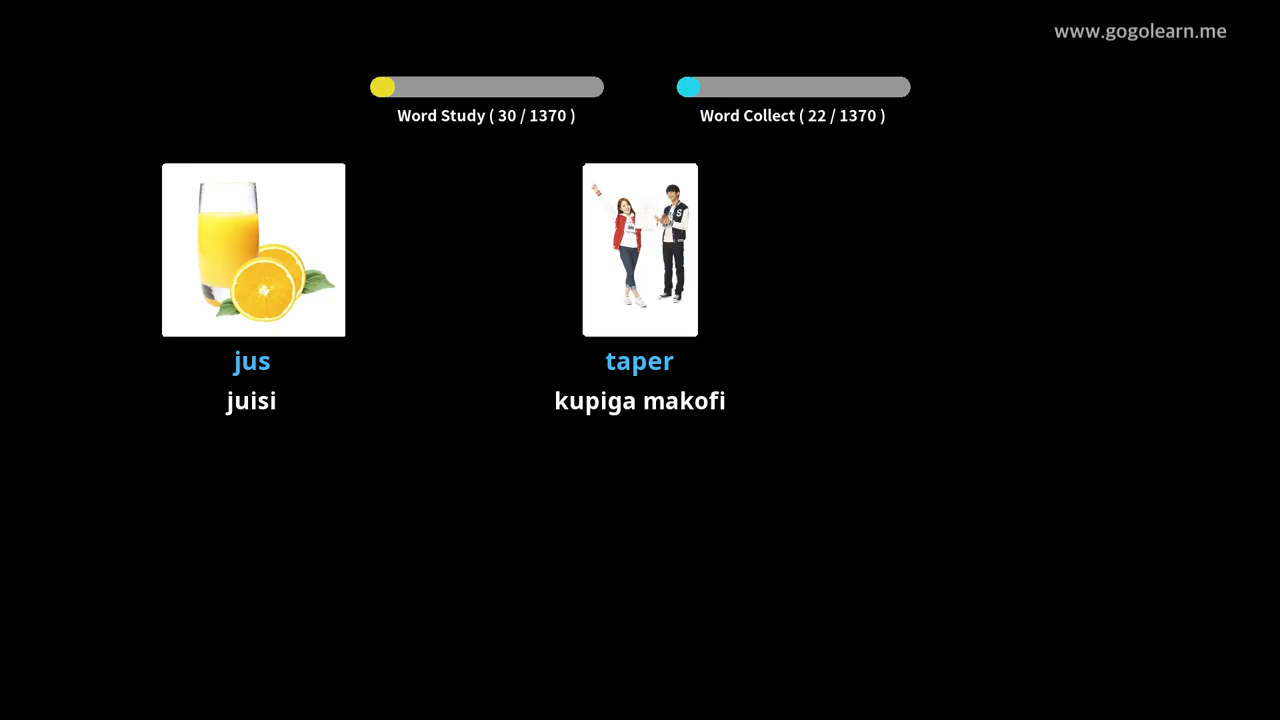 www.gogolearn.me
Word Study ( 30 / 1370 )
Word Collect ( 22 / 1370 )
jus
juisi
taper
kupiga makofi